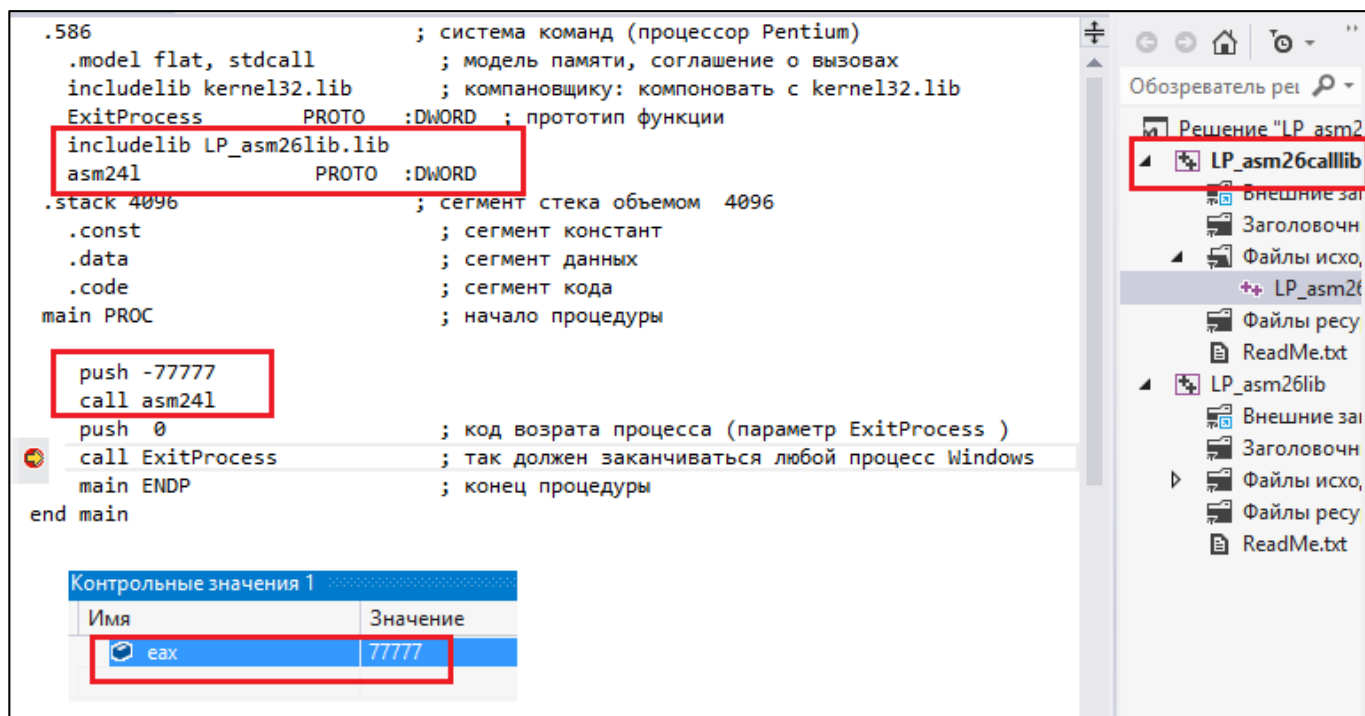 .586 ; система команд (процессор Pentium)
.model flat, stdcall ; модель памяти, соглашение о вызовах
includelib kernel32.lib ; компановщику: компоновать с kernel32.lib
ExitProcess PROTO :DWORD ; прототип функции
includelib LP_asm26lib.lib
asm24l PROTO :DWORD
.stack 4096 ; сегмент стека объемом 4096
.const ; сегмент констант
.data ; сегмент данных
.code ; сегмент кода
main PROC ; начало процедуры
push -77777
call asm24l
push 0 ; код возрата процесса (параметр ExitProcess )
call ExitProcess ; так должен заканчиваться любой процесс Windows
main ENDP ; конец процедуры
end main
Контрольные значения 1
Имя Значение
eax 77777
Обозреватель реш
Решение "LP_asm2
LP_asm26calllib
Внешние за
Заголовочн
Файлы исхо
LP_asm26
Файлы ресу
ReadMe.txt
LP_asm26lib
Внешние за
Заголовочн
Файлы исхо
Файлы ресу
ReadMe.txt